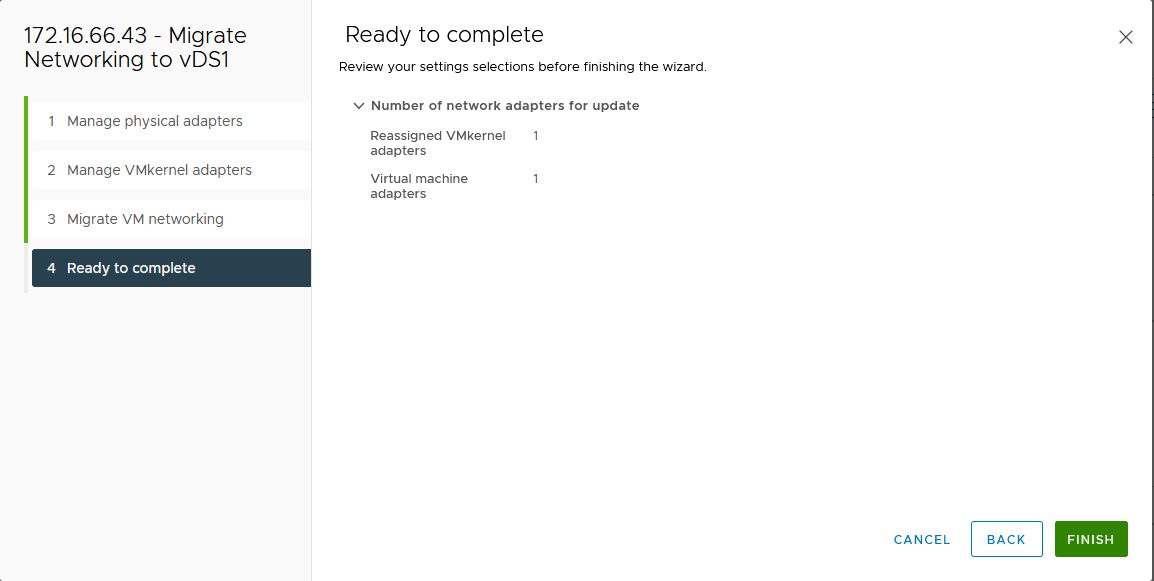 172.16.66.43 - Migrate
Networking to vDS1
1 Manage physical adapters
2 Manage VMkernel adapters
3 Migrate VM networking
4 Ready to complete
Ready to complete
Review your settings selections before finishing the wizard.
Number of network adapters for update
Reassigned VMkernel 1
adapters
Virtual machine 1
adapters
CANCEL BACK FINISH